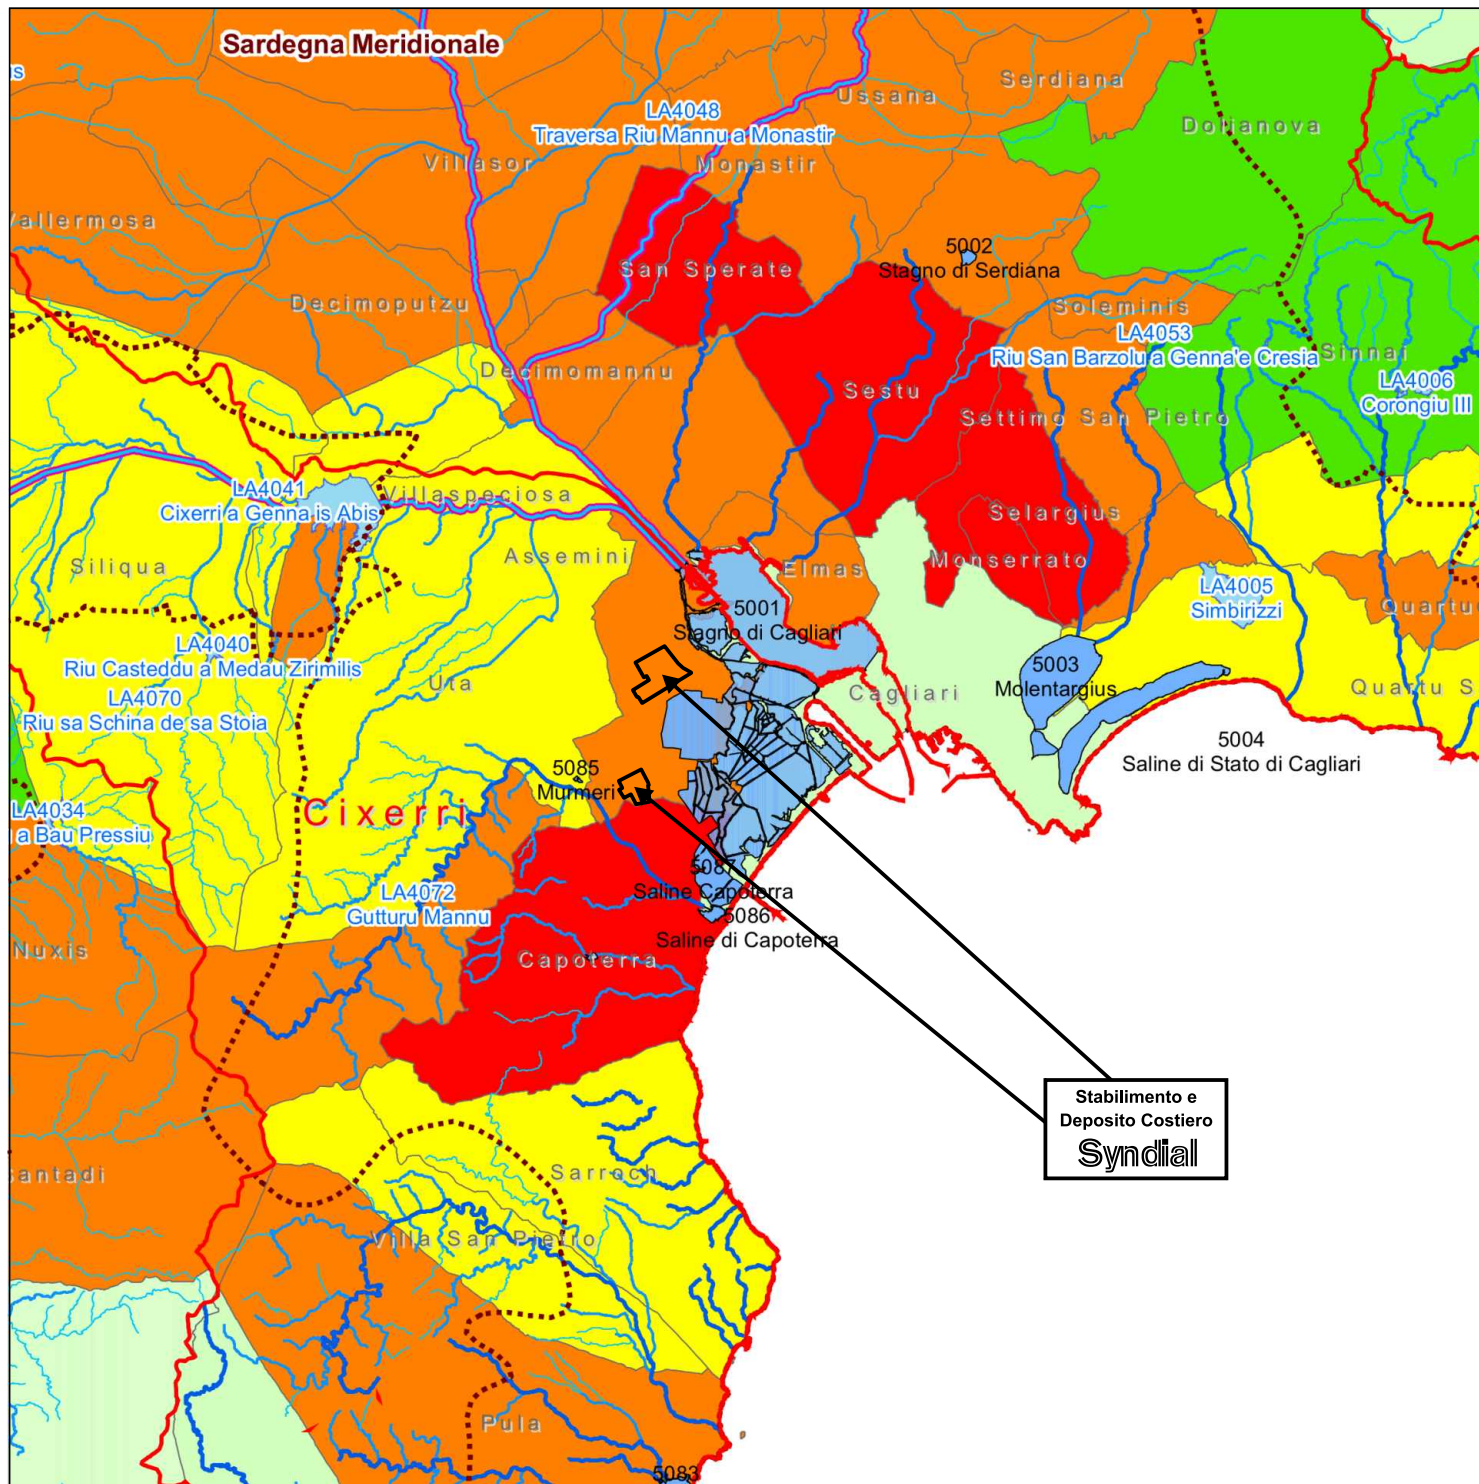 Sardegna Meridionale
us
Serdiana
Ussana
LA4048
Traversa Riu Mannu a Monastir
Dolianova
Villasor
Monastir
Vallermosa
5002
Stagno di Serdiana
San Sperate
Decimoputzu
Soleminis
LA4053
Riu San Barzolu a Genna'e Cresia
Sinnai
Decimomannu
LA4006
Corongiu III
Sestu
Settimo San Pietro
LA4041
Cixerri a Genna is Abis
Villaspeciosa
Selargius
Assemini
Siliqua
Elmas
Monserrato
LA4005
Simbirizzi
Quartuc
5001
Stagno di Cagliari
LA4040
Riu Casteddu a Medau Zirimilis
5003
Molentargius
Uta
Cagliari
Quartu S
LA4070
Riu sa Schina de sa Stoia
5004
Saline di Stato di Cagliari
5085
Murmeri
LA4034
a Bau Pressiu
Cixerri
5087
Saline Capoterra
LA4072
Gutturu Mannu
5086
Saline di Capoterra
Nuxis
Capoterra
Stabilimento e
Deposito Costiero
Syndial
santadi
Sarroch
Villa San Pietro
Pula
5083